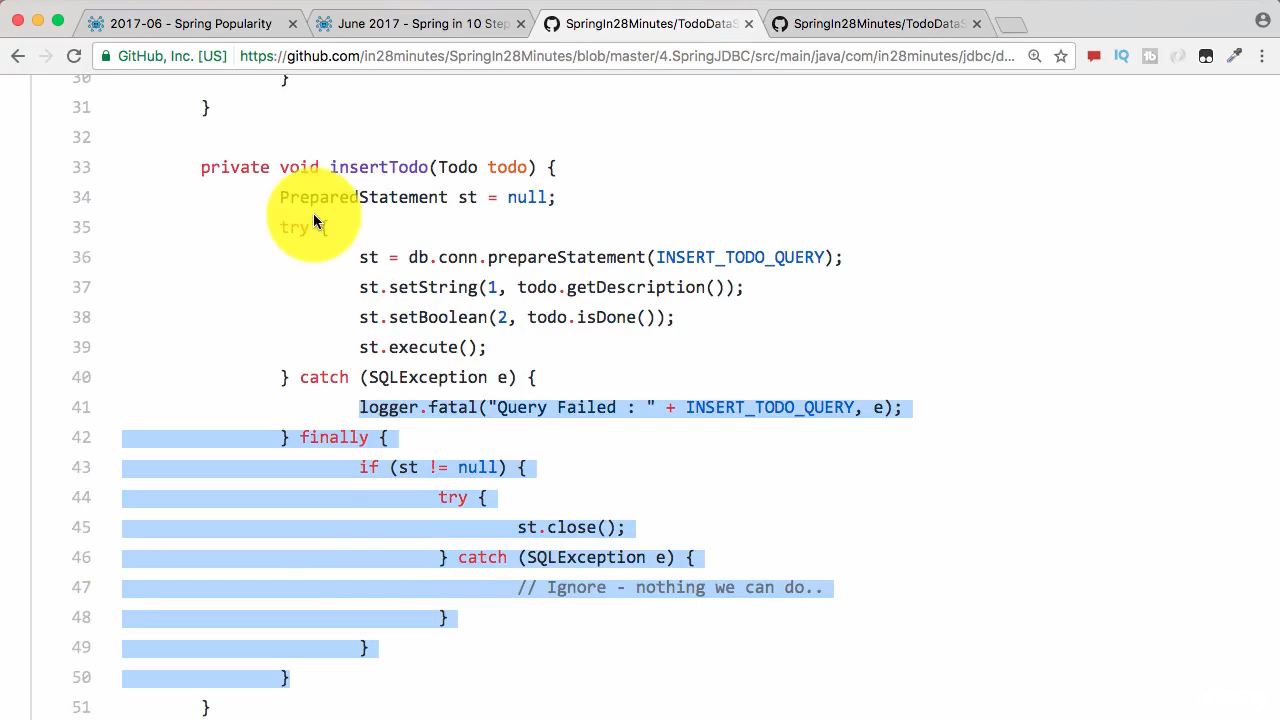 2017-06 - Spring Popularity
June 2017 - Spring in 10 Step
SpringIn28Minutes/TodoDataS
SpringIn28Minutes/TodoDataS
GitHub, Inc. [US] https://github.com/in28minutes/SpringIn28Minutes/blob/master/4.SpringJDBC/src/main/java/com/in28minutes/jdbc/d...
30 }
31 }
32
33 private void insertTodo(Todo todo) {
34 PreparedStatement st = null;
35 try {
36 st = db.conn.prepareStatement(INSERT_TODO_QUERY);
37 st.setString(1, todo.getDescription());
38 st.setBoolean(2, todo.isDone());
39 st.execute();
40 } catch (SQLException e) {
41 logger.fatal("Query Failed : " + INSERT_TODO_QUERY, e);
42 } finally {
43 if (st != null) {
44 try {
45 st.close();
46 } catch (SQLException e) {
47 // Ignore - nothing we can do..
48 }
49 }
50 }
51 }